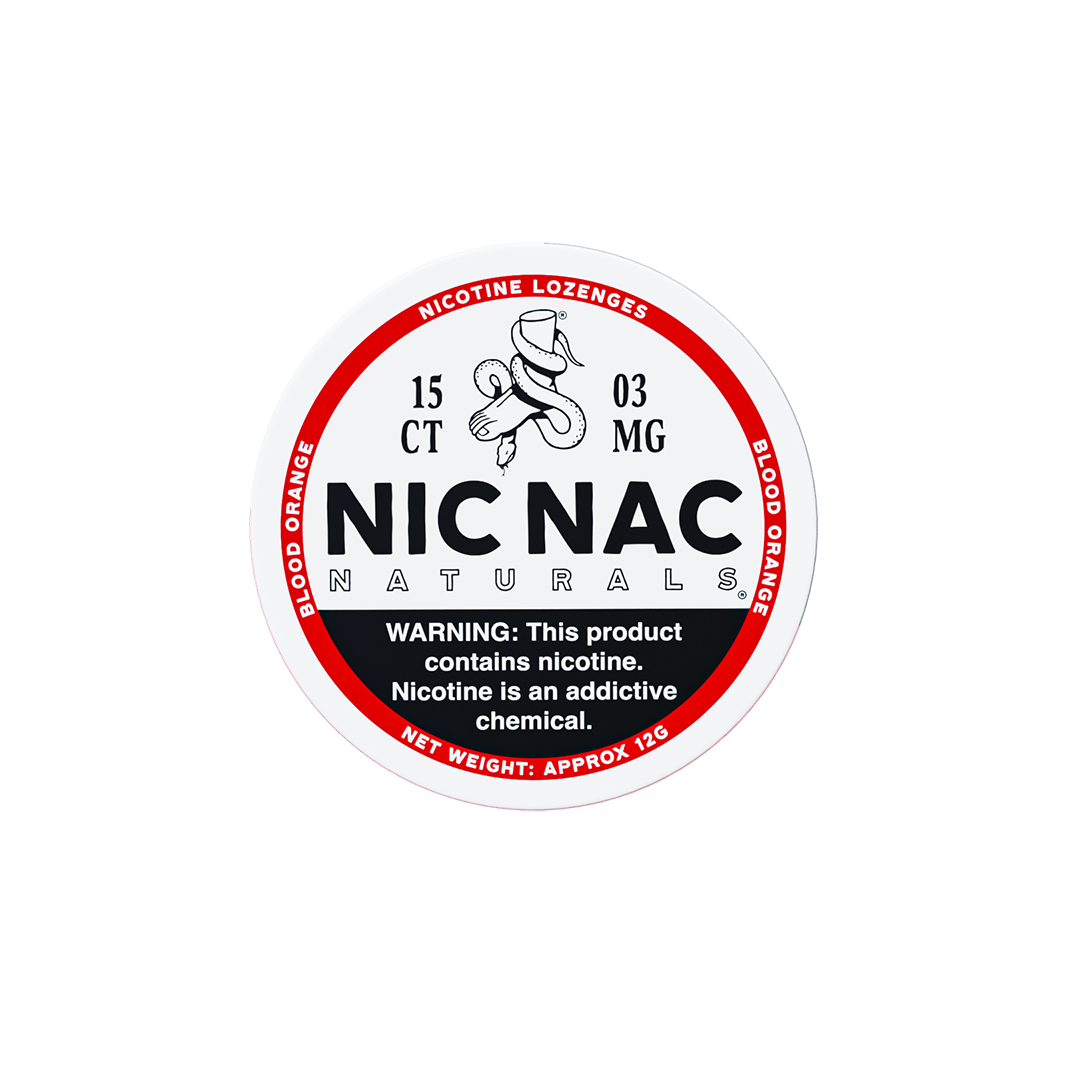 NICOTINE LOZENGES
®
15
CT
03
MG
NIC NAC
NATURALS®
BLOOD ORANGE
BLOOD ORANGE
WARNING: This product
contains nicotine.
Nicotine is an addictive
chemical.
NET WEIGHT: APPROX 12G